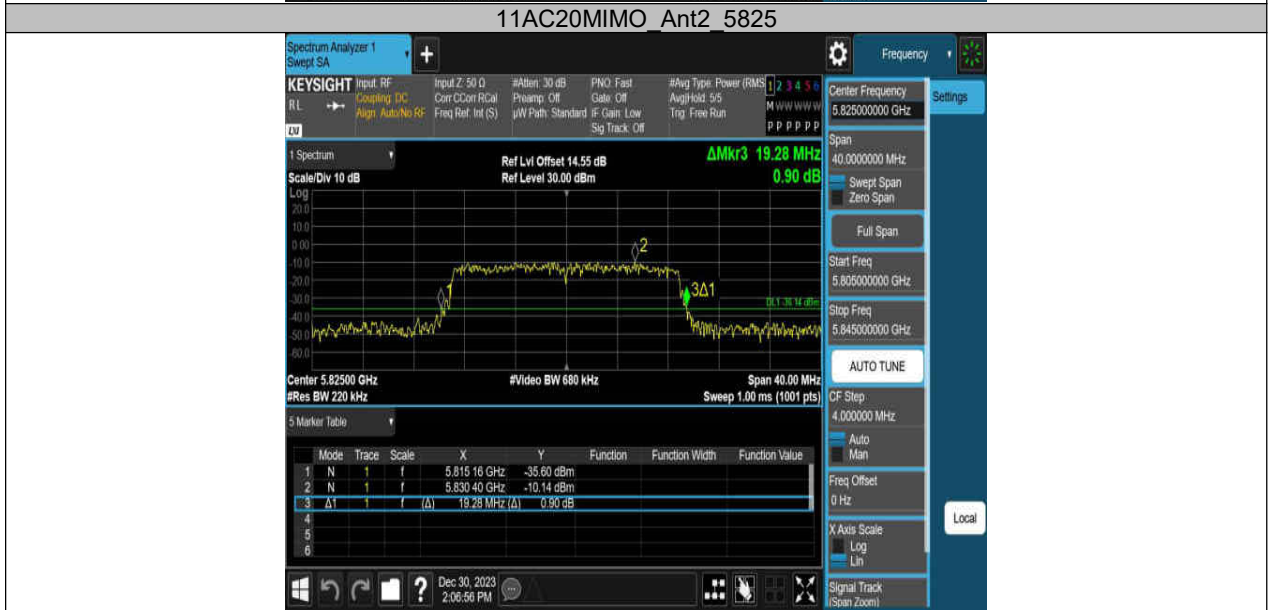 11AC20MIMO_Ant2_5825
Spectrum Analyzer 1
Swept SA
+
Frequency
KEYSIGHT
RL
LXI
Input: RF
Coupling: DC
Align: Auto/No RF
Input Z: 50 Ω
Corr CCorr RCal
Freq Ref: Int (S)
#Atten: 30 dB
Preamp: Off
µW Path: Standard
PNO: Fast
Gate: Off
IF Gain: Low
Sig Track: Off
#Avg Type: Power (RMS
Avg|Hold: 5/5
Trig: Free Run
1 2 3 4 5 6
M W W W W W
P P P P P P
Center Frequency
5.825000000 GHz
Settings
Span
40.0000000 MHz
Swept Span
Zero Span
Full Span
Start Freq
5.805000000 GHz
Stop Freq
5.845000000 GHz
AUTO TUNE
CF Step
4.000000 MHz
Auto
Man
Freq Offset
0 Hz
X Axis Scale
Log
Lin
Signal Track
(Span Zoom)
Local
1 Spectrum
Scale/Div 10 dB
Ref Lvl Offset 14.55 dB
Ref Level 30.00 dBm
ΔMkr3 19.28 MHz
0.90 dB
Log
20.0
10.0
0.00
-10.0
-20.0
-30.0
-40.0
-50.0
-60.0
1
2
3Δ1
DL1 -36.14 dBm
Center 5.82500 GHz
#Video BW 680 kHz
Span 40.00 MHz
#Res BW 220 kHz
Sweep 1.00 ms (1001 pts)
5 Marker Table
Mode Trace Scale X Y Function Function Width Function Value
1 N 1 f 5.815 16 GHz -35.60 dBm
2 N 1 f 5.830 40 GHz -10.14 dBm
3 Δ1 1 f (Δ) 19.28 MHz (Δ) 0.90 dB
4
5
6
?
Dec 30, 2023
2:06:56 PM